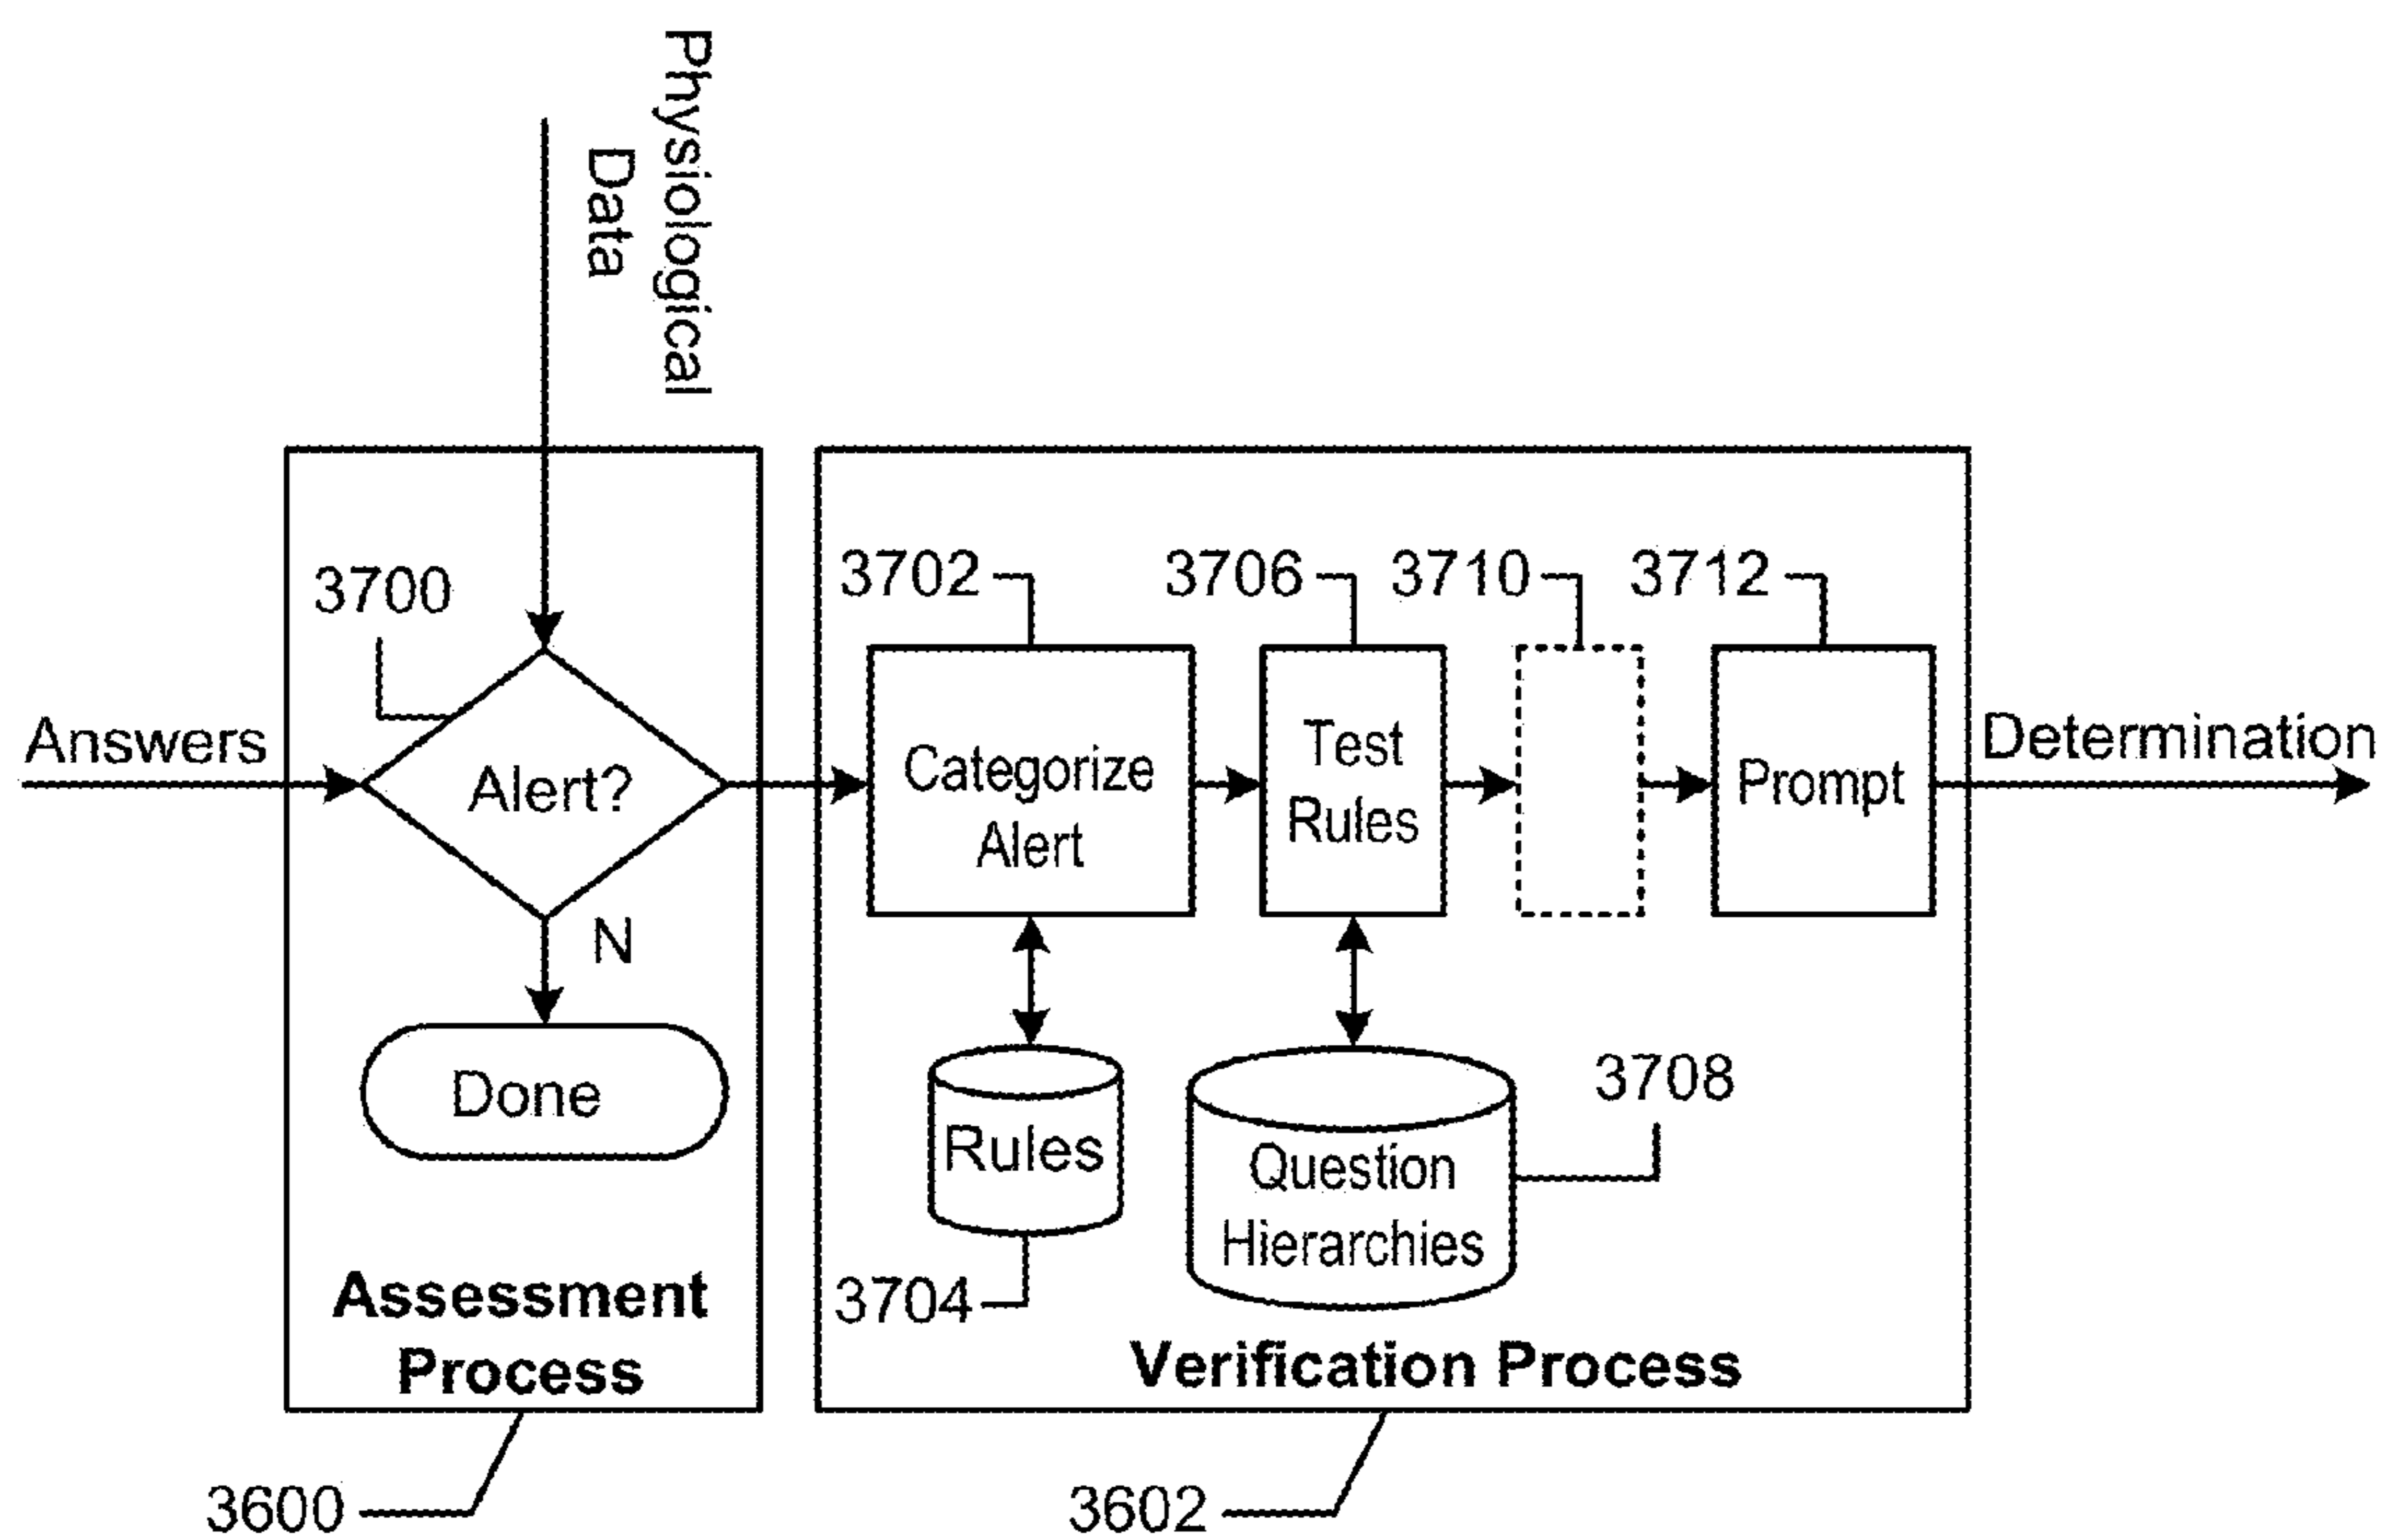 Physiological
Data
3700
3702
3706
3710
3712
Answers
Alert?
Categorize
Alert
Test
Rules
Prompt
Determination
N
Done
Rules
3704
Question
Hierarchies
3708
Assessment
Process
Verification Process
3600
3602